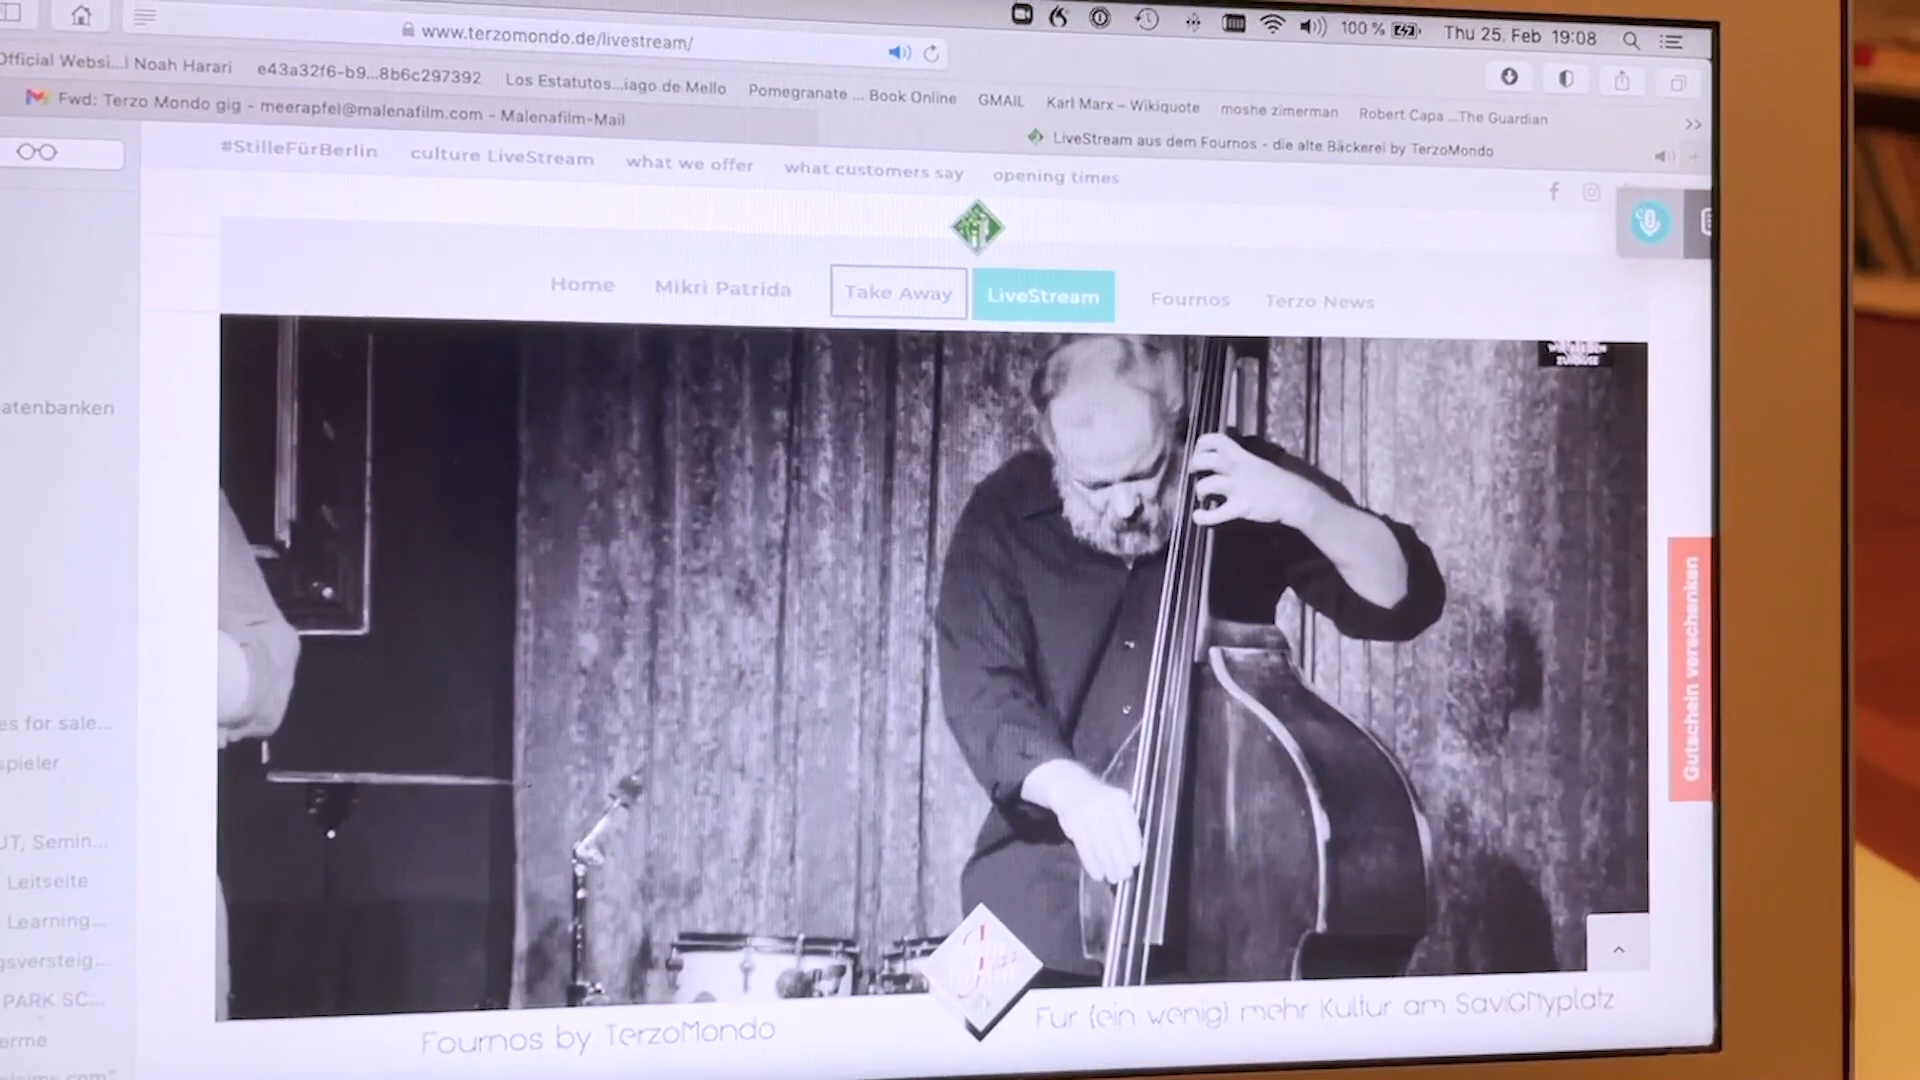 100 %
Thu 25. Feb 19:08
www.terzomondo.de/livestream/
Official Websi...l Noah Harari
e43a32f6-b9...8b6c297392
Los Estatutos...iago de Mello
Pomegranate ... Book Online
GMAIL
Karl Marx – Wikiquote
moshe zimerman
Robert Capa ...The Guardian
Fwd: Terzo Mondo gig - meerapfel@malenafilm.com - Malenafilm-Mail
LiveStream aus dem Fournos - die alte Bäckerei by TerzoMondo
#StilleFürBerlin
culture LiveStream
what we offer
what customers say
opening times
Home
Mikri Patrida
Take Away
LiveStream
Fournos
Terzo News
atenbanken
es for sale...
spieler
UT, Semin...
Leitseite
Learning...
gsversteig...
PARK SC...
erme
Gutschein verschenken
Fournos by TerzoMondo
Fur (ein wenig) mehr Kultur am SaviGNyplatz